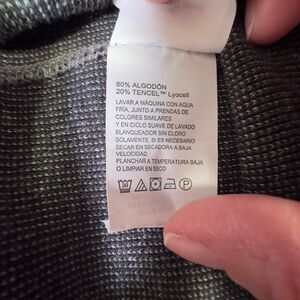 80% ALGODÓN
20% TENCEL™ Lyocell
LAVAR A MÁQUINA CON AGUA
FRÍA, JUNTO A PRENDAS DE
COLORES SIMILARES
Y EN CICLO SUAVE DE LAVADO
BLANQUEADOR SIN CLORO
SOLAMENTE, SI ES NECESARIO
SECAR EN SECADORA A BAJA
VELOCIDAD
PLANCHAR A TEMPERATURA BAJA
O LIMPIAR EN SECO
P